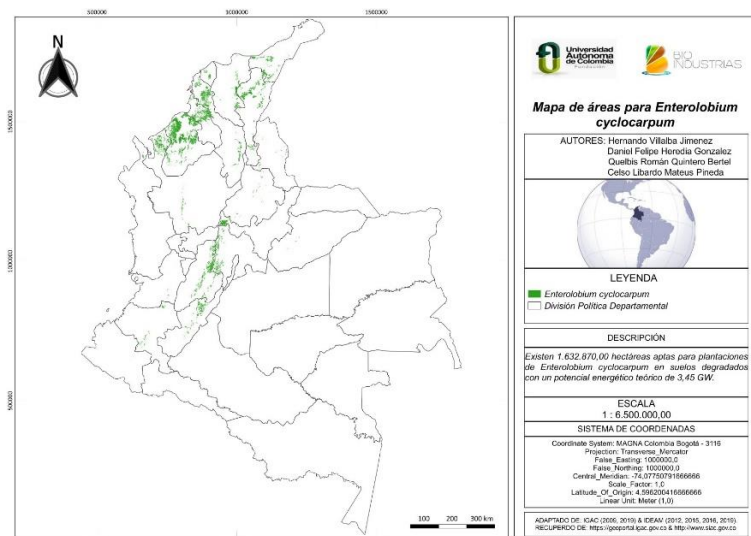 500000
1000000
1500000
N
1500000
1000000
500000
100 200 300 km
Universidad
Autónoma
de Colombia
BIO
INDUSTRIAS
Mapa de áreas para Enterolobium
cyclocarpum
AUTORES: Hernando Villalba Jimenez
Daniel Felipe Heredia Gonzalez
Quelbis Román Quintero Bertel
Celso Libardo Mateus Pineda
LEYENDA
Enterolobium cyclocarpum
División Política Departamental
DESCRIPCIÓN
Existen 1.632.870,00 hectáreas aptas para plantaciones
de Enterolobium cyclocarpum en suelos degradados
con un potencial energético teórico de 3,45 GW.
ESCALA
1 : 6.500.000,00
SISTEMA DE COORDENADAS
Coordinate System: MAGNA Colombia Bogotá - 3116
Projection: Transverse_Mercator
False_Easting: 1000000,0
False_Northing: 1000000,0
Central_Meridian: -74,07750791666666
Scale_Factor: 1,0
Latitude_Of_Origin: 4,596200416666666
Linear Unit: Meter (1,0)
ADAPTADO DE: IGAC (2009, 2019) & IDEAM (2012, 2015, 2016, 2019).
RECUPERDO DE: https://geoportal.igac.gov.co & http://www.siac.gov.co